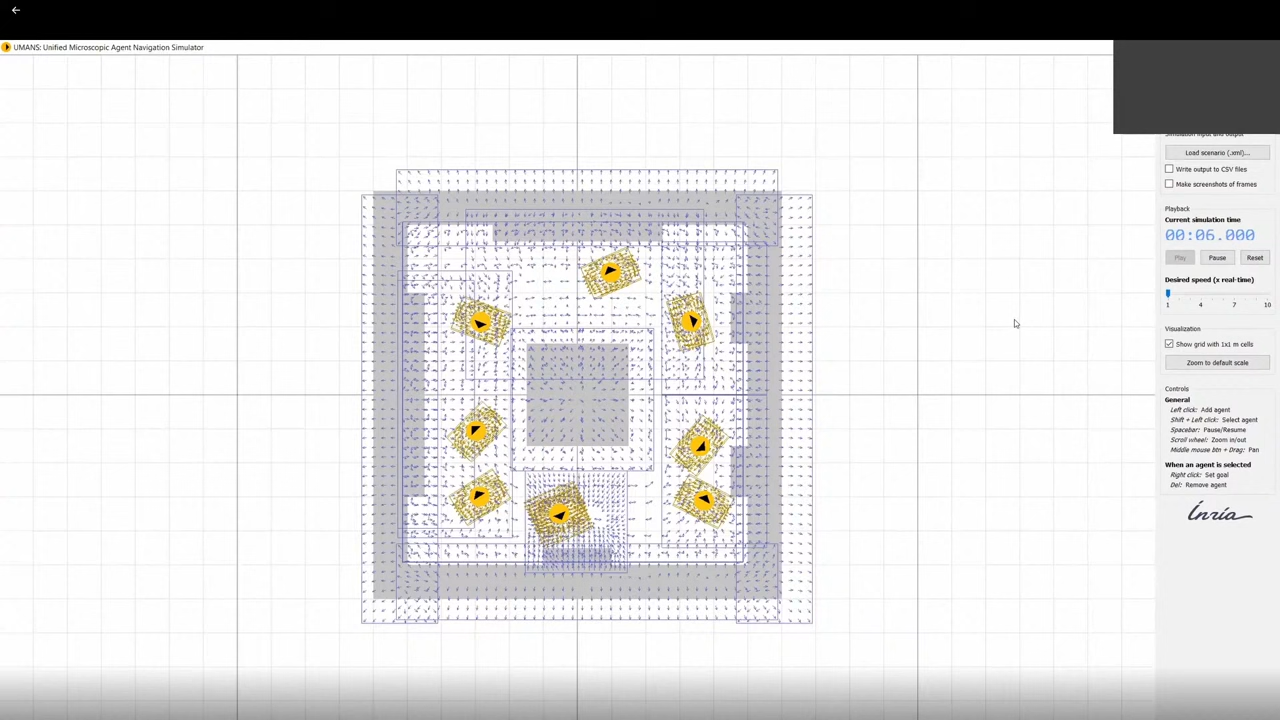 UMANS: Unified Microscopic Agent Navigation Simulator
Simulation input and output
Load scenario (.xml)...
Write output to CSV files
Make screenshots of frames
Playback
Current simulation time
00:06.000
Play Pause Reset
Desired speed (x real-time)
1 4 7 10
Visualization
Show grid with 1x1 m cells
Zoom to default scale
Controls
General
Left click: Add agent
Shift + Left click: Select agent
Spacebar: Pause/Resume
Scroll wheel: Zoom in/out
Middle mouse btn + Drag: Pan
When an agent is selected
Right click: Set goal
Del: Remove agent
Inria